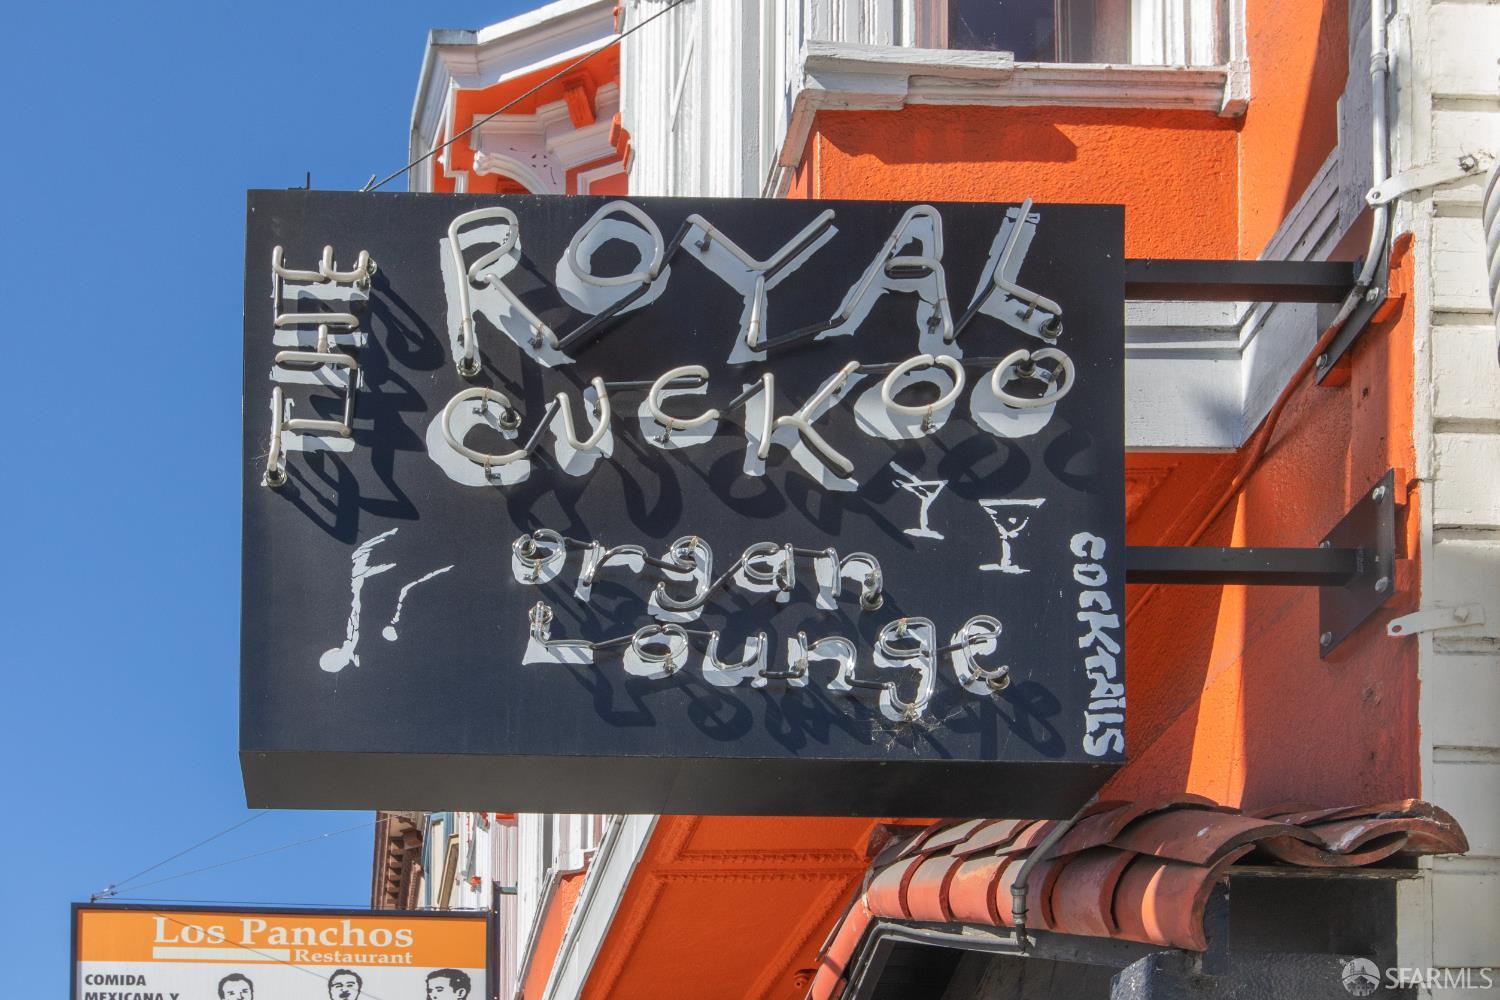 THE
ROYAL
CUCKOO
organ
Lounge
COCKTAILS
Los Panchos
Restaurant
COMIDA
MEXICANA Y
SFARMLS